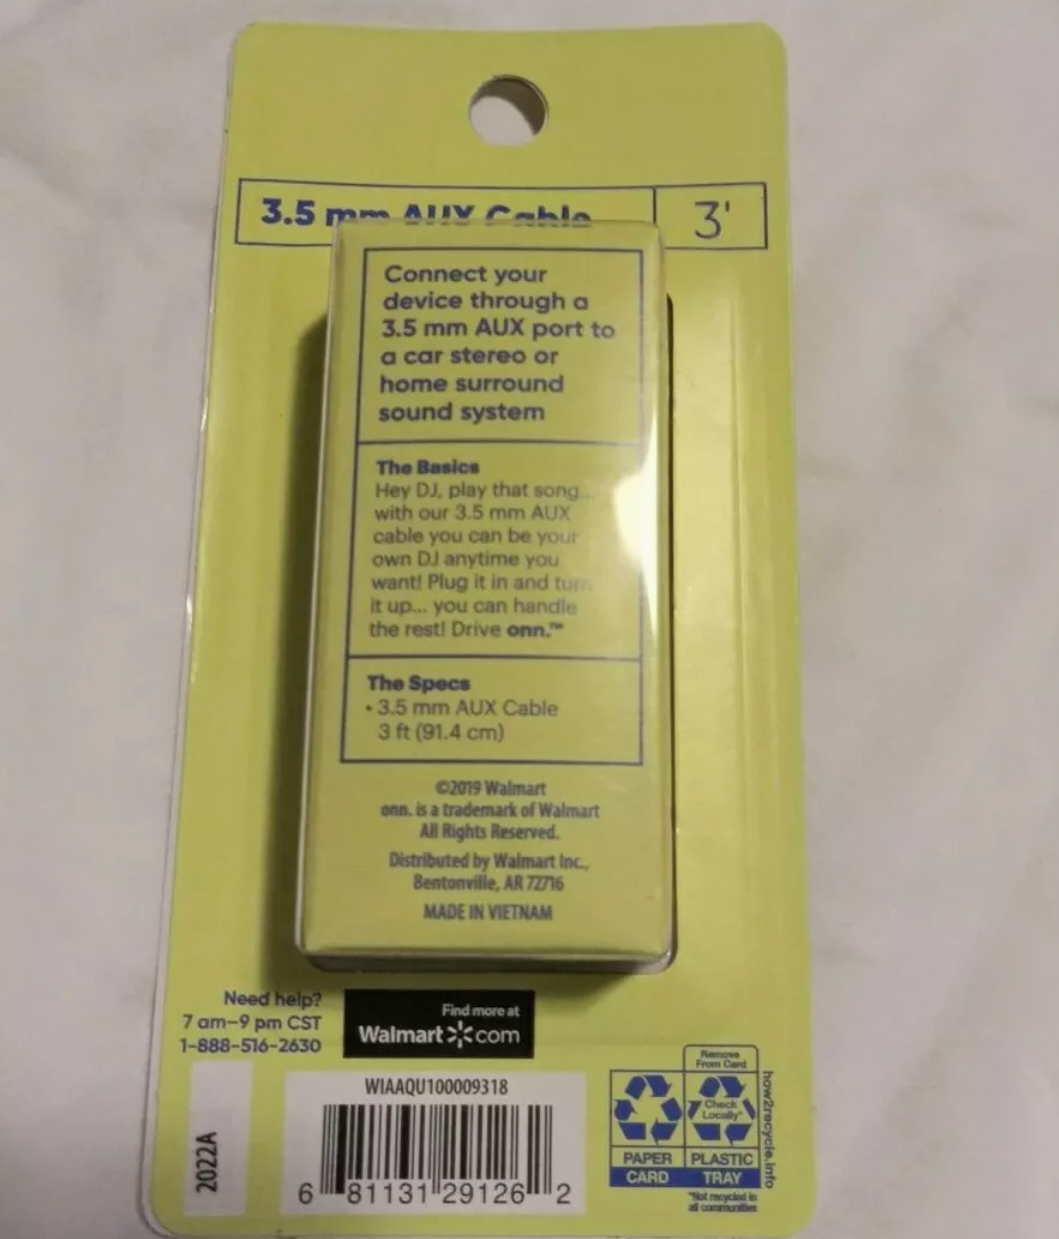 3.5 mm AUX Cable
3'
Connect your
device through a
3.5 mm AUX port to
a car stereo or
home surround
sound system
The Basics
Hey DJ, play that song...
with our 3.5 mm AUX
cable you can be your
own DJ anytime you
want! Plug it in and turn
it up... you can handle
the rest! Drive onn.™
The Specs
• 3.5 mm AUX Cable
3 ft (91.4 cm)
©2019 Walmart
onn. is a trademark of Walmart
All Rights Reserved.
Distributed by Walmart Inc.,
Bentonville, AR 72716
MADE IN VIETNAM
Need help?
7 am–9 pm CST
1-888-516-2630
Find more at
Walmart com
2022A
WIAAQU100009318
6 81131 29126 2
Remove
From Card
Check
Locally*
PAPER
CARD
PLASTIC
TRAY
*Not recycled in
all communities
how2recycle.info